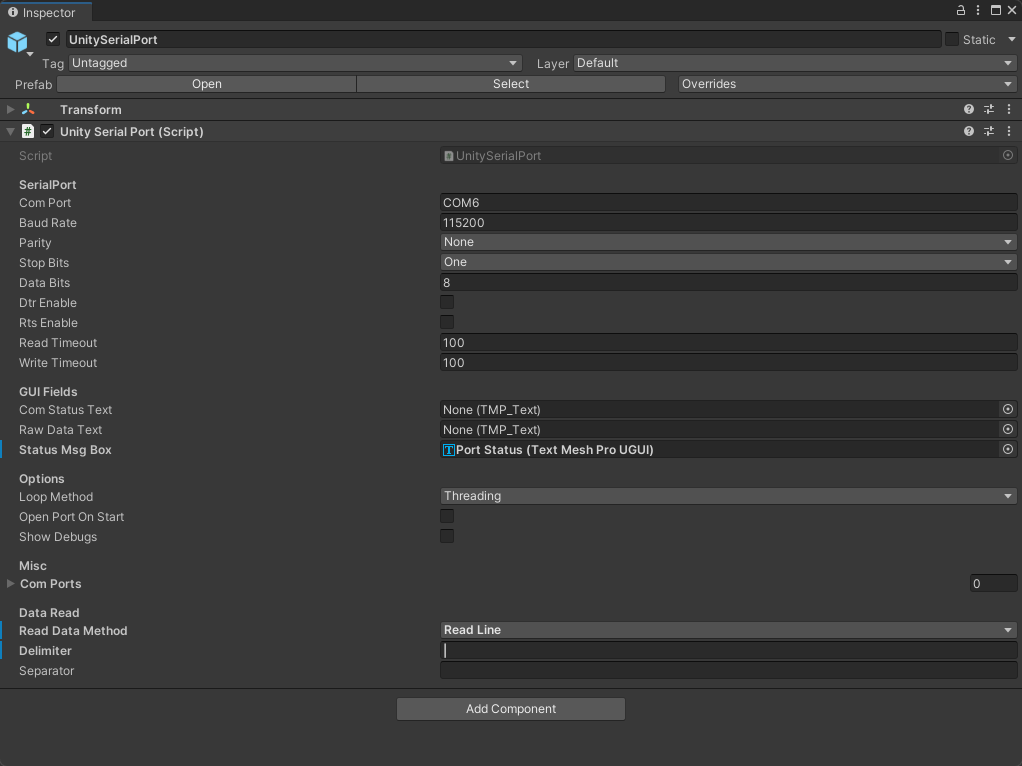 Inspector
UnitySerialPort Static
Tag Untagged Layer Default
Prefab Open Select Overrides
Transform
# Unity Serial Port (Script)
Script # UnitySerialPort
SerialPort
Com Port COM6
Baud Rate 115200
Parity None
Stop Bits One
Data Bits 8
Dtr Enable
Rts Enable
Read Timeout 100
Write Timeout 100
GUI Fields
Com Status Text None (TMP_Text)
Raw Data Text None (TMP_Text)
Status Msg Box T Port Status (Text Mesh Pro UGUI)
Options
Loop Method Threading
Open Port On Start
Show Debugs
Misc
Com Ports 0
Data Read
Read Data Method Read Line
Delimiter
Separator
Add Component